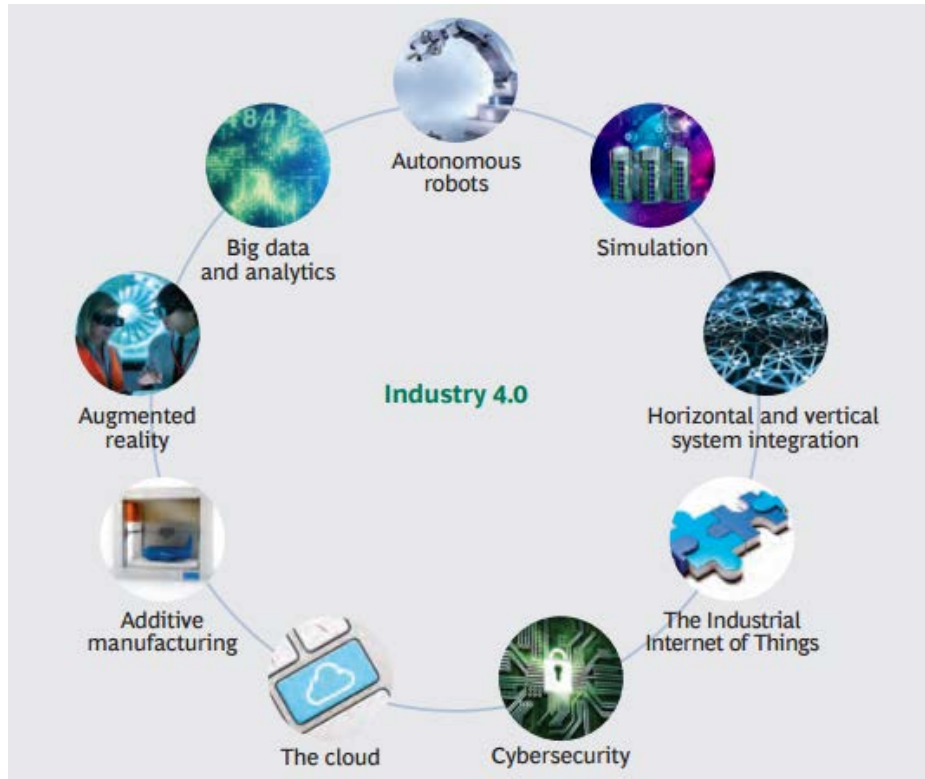 Autonomous
robots
Simulation
Horizontal and vertical
system integration
The Industrial
Internet of Things
Cybersecurity
The cloud
Additive
manufacturing
Augmented
reality
Big data
and analytics
Industry 4.0